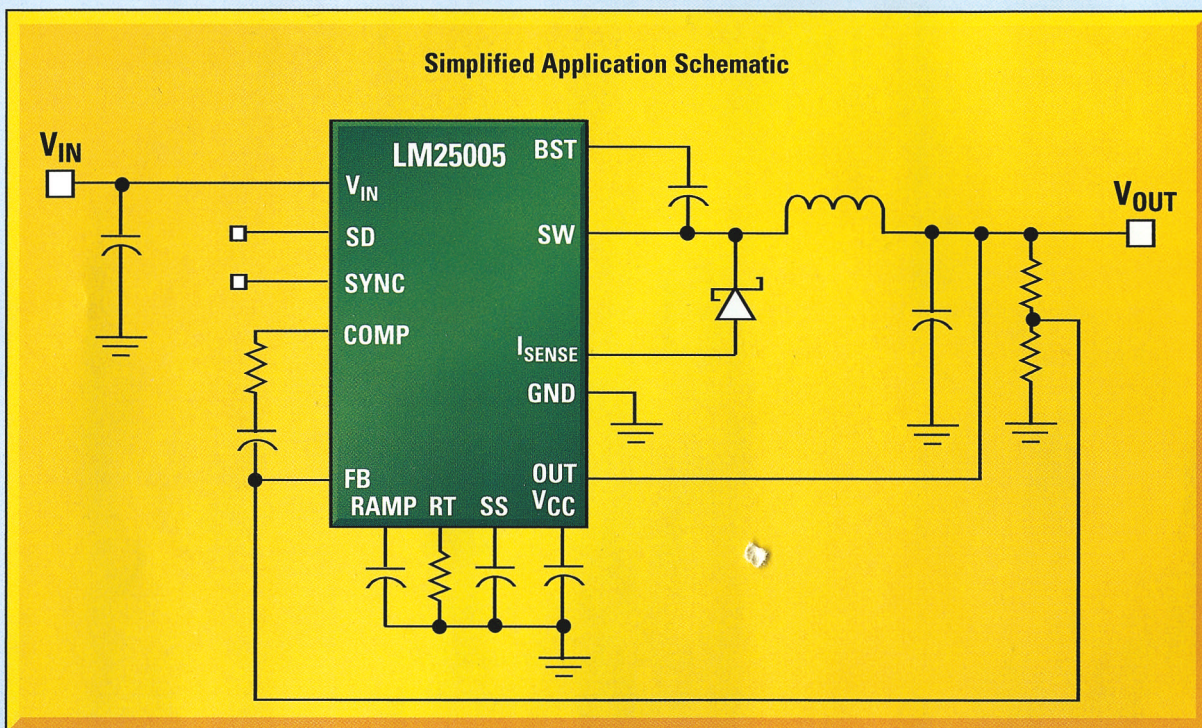 Simplified Application Schematic
VIN
LM25005
BST
VIN
VOUT
SD
SW
SYNC
COMP
ISENSE
GND
FB
OUT
RAMP RT SS VCC